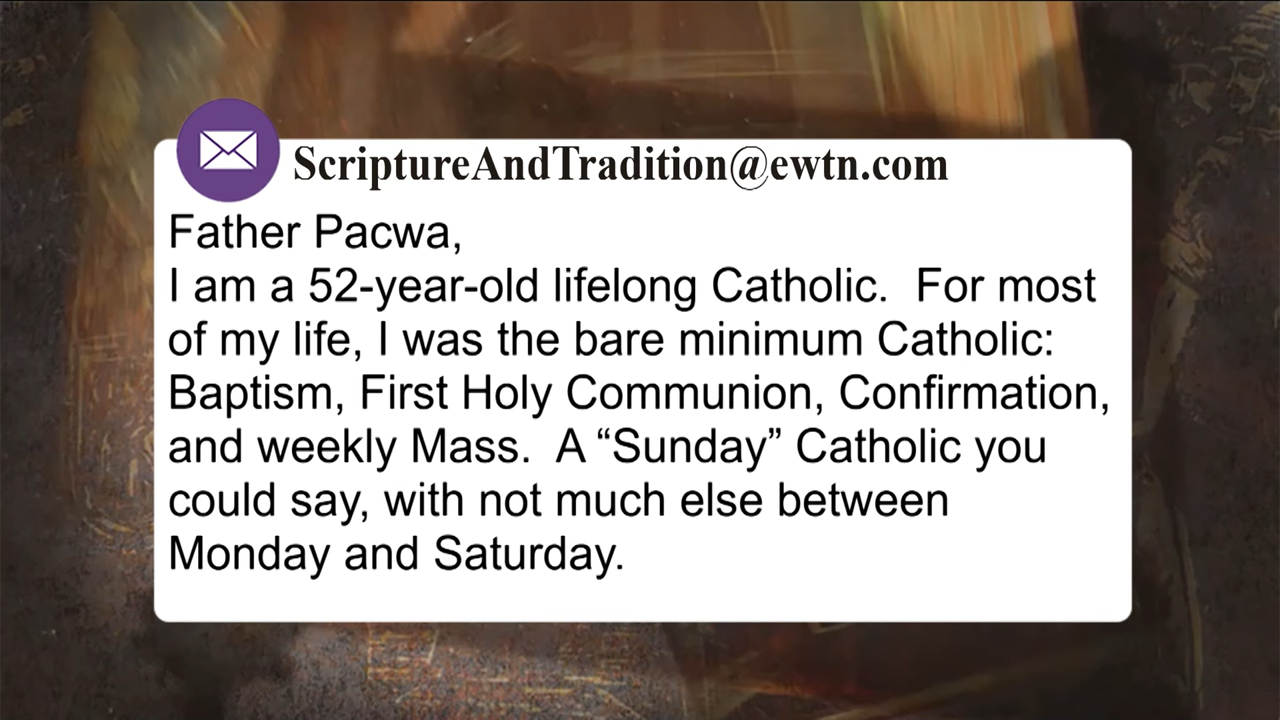 ScriptureAndTradition@ewtn.com
Father Pacwa,
I am a 52-year-old lifelong Catholic.  For most
of my life, I was the bare minimum Catholic:
Baptism, First Holy Communion, Confirmation,
and weekly Mass.  A “Sunday” Catholic you
could say, with not much else between
Monday and Saturday.